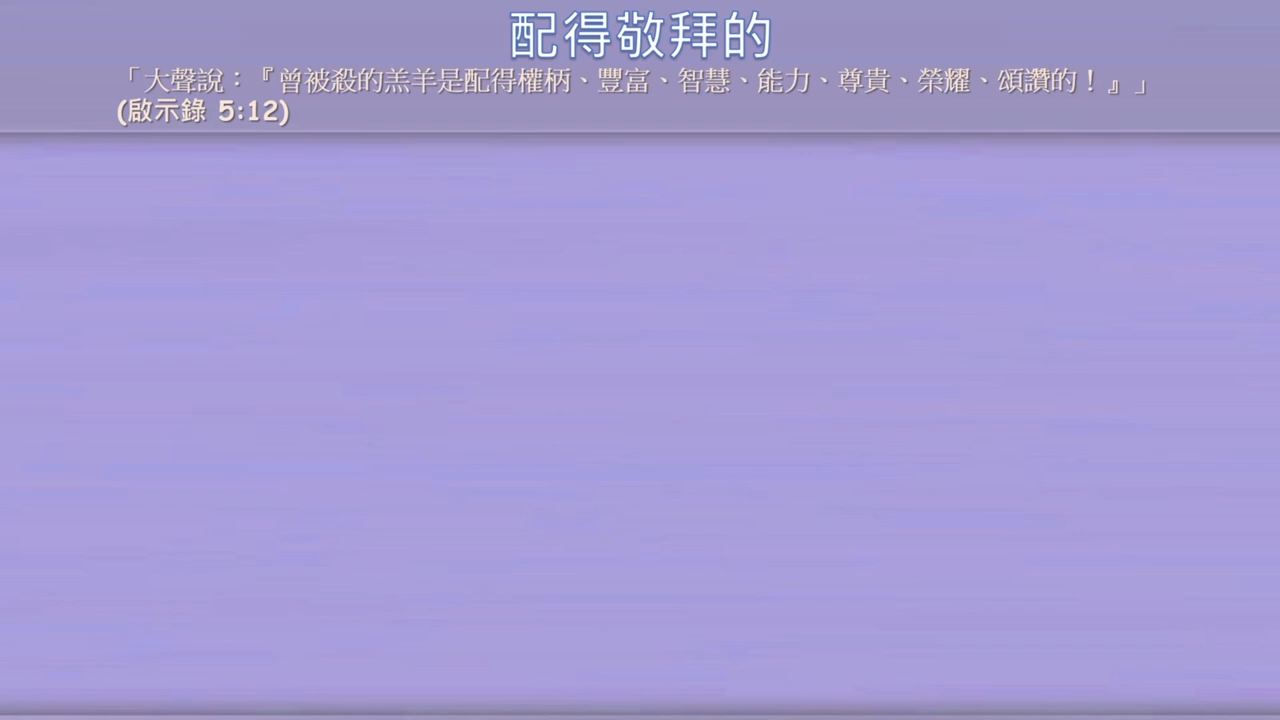 配得敬拜的
「大聲說：『曾被殺的羔羊是配得權柄、豐富、智慧、能力、尊貴、榮耀、頌讚的！』」
(啟示錄 5:12)